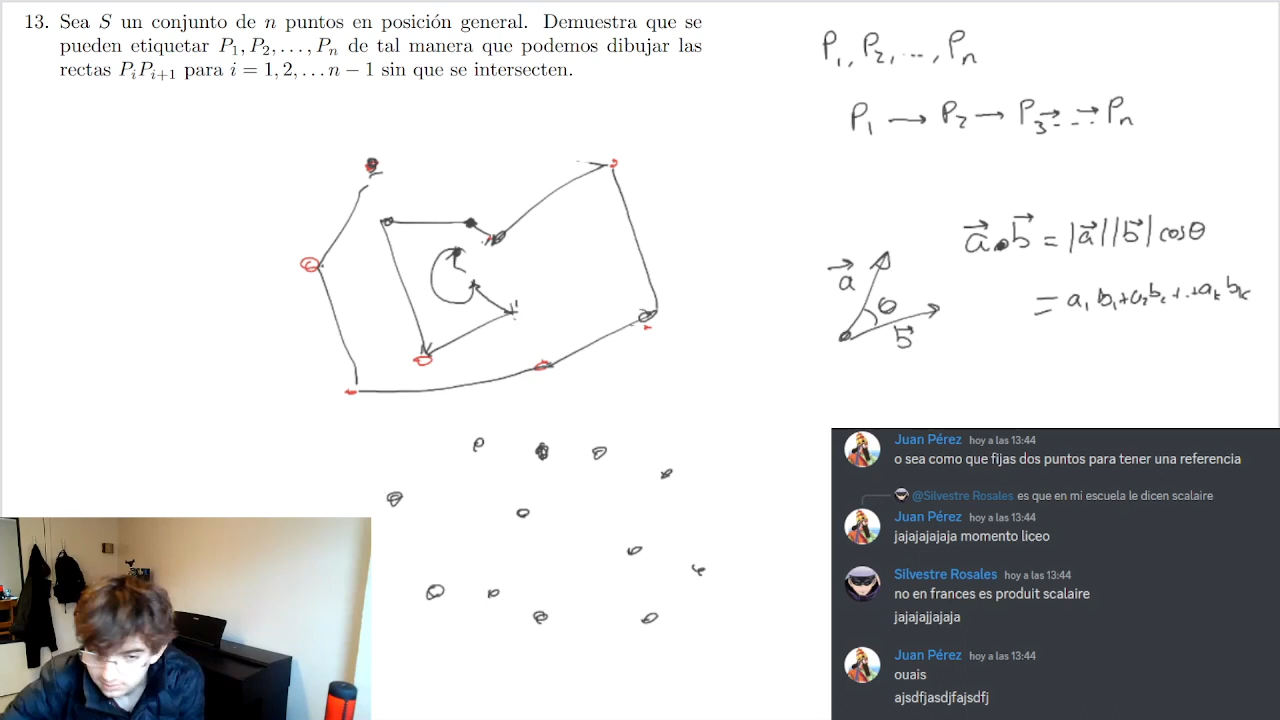 13. Sea S un conjunto de n puntos en posición general. Demuestra que se
pueden etiquetar P₁, P₂, . . . , Pₙ de tal manera que podemos dibujar las
rectas PᵢPᵢ₊₁ para i = 1, 2, . . . n − 1 sin que se intersecten.
P₁, P₂, ..., Pₙ
P₁ → P₂ → P₃ → ... → Pₙ
a⃗ • b⃗ = |a⃗||b⃗| cosθ
= a₁b₁+a₂b₂+..+aₖbₖ
a⃗
θ
b⃗
Juan Pérez hoy a las 13:44
o sea como que fijas dos puntos para tener una referencia
@Silvestre Rosales es que en mi escuela le dicen scalaire
Juan Pérez hoy a las 13:44
jajajajajaja momento liceo
Silvestre Rosales hoy a las 13:44
no en frances es produit scalaire
jajajajjajaja
Juan Pérez hoy a las 13:44
ouais
ajsdfjasdjfajsdfj